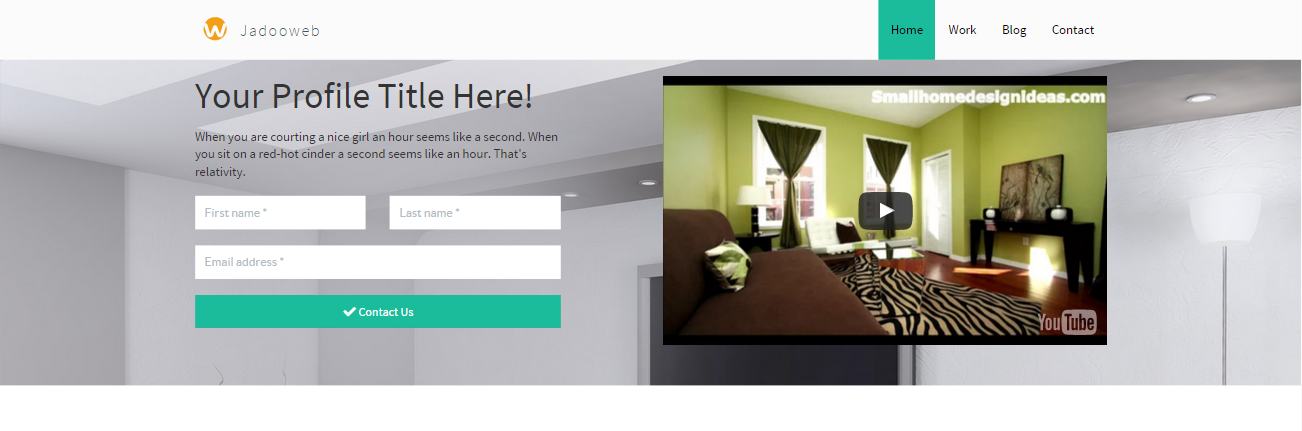 Jadooweb
Home
Work
Blog
Contact
Your Profile Title Here!
When you are courting a nice girl an hour seems like a second. When
you sit on a red-hot cinder a second seems like an hour. That's
relativity.
First name *
Last name *
Email address *
Contact Us
Smallhomedesignideas.com
YouTube